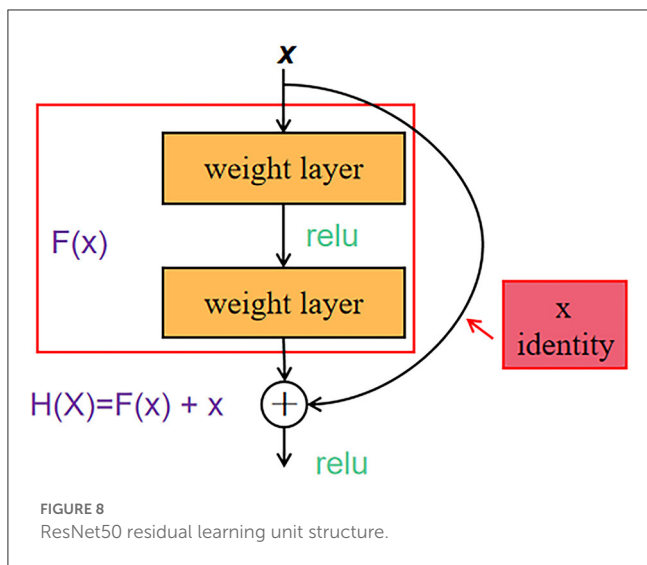 x
weight layer
relu
F(x)
weight layer
x
identity
H(X)=F(x) + x
+
relu
FIGURE 8
ResNet50 residual learning unit structure.